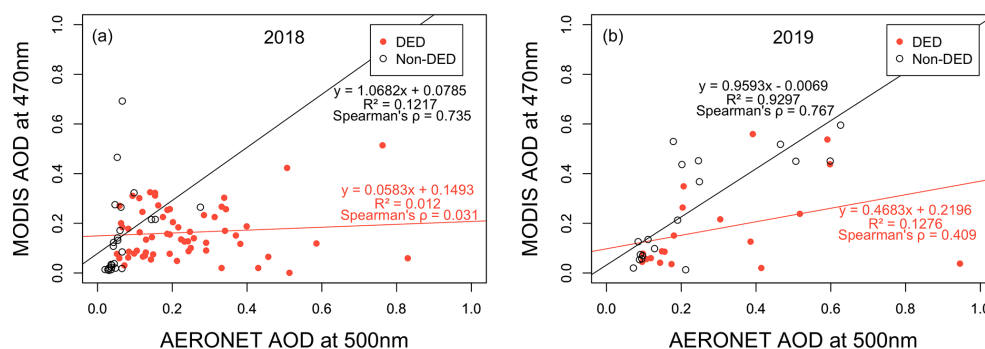 (a)
2018
DED
Non-DED
y = 1.0682x + 0.0785
R² = 0.1217
Spearman's ρ = 0.735
y = 0.0583x + 0.1493
R² = 0.012
Spearman's ρ = 0.031
MODIS AOD at 470nm
1.0
0.8
0.6
0.4
0.2
0.0
0.0 0.2 0.4 0.6 0.8 1.0
AERONET AOD at 500nm
(b)
2019
DED
Non-DED
y = 0.9593x - 0.0069
R² = 0.9297
Spearman's ρ = 0.767
y = 0.4683x + 0.2196
R² = 0.1276
Spearman's ρ = 0.409
MODIS AOD at 470nm
1.0
0.8
0.6
0.4
0.2
0.0
0.0 0.2 0.4 0.6 0.8 1.0
AERONET AOD at 500nm